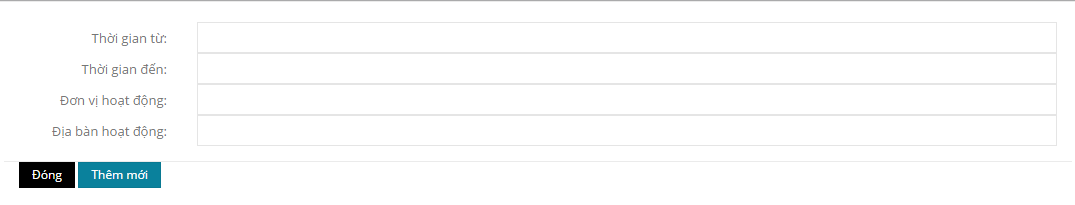 Thời gian từ:
Thời gian đến:
Đơn vị hoạt động:
Địa bàn hoạt động:
Đóng Thêm mới